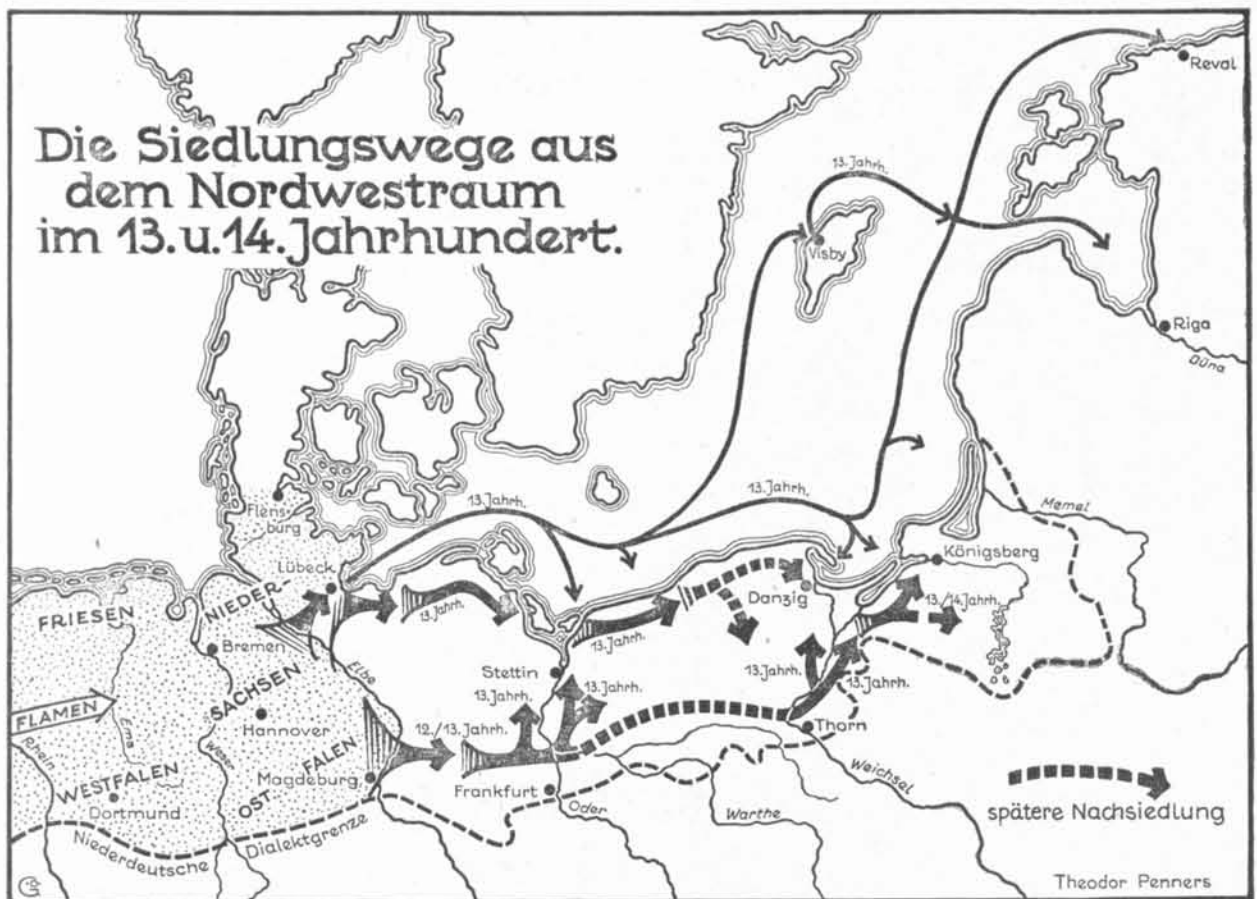 Die Siedlungswege aus
dem Nordwestraum
im 13. u. 14. Jahrhundert.
Reval
13. Jahrh.
Visby
Riga
Düna
Flens-
burg
13. Jahrh.
13. Jahrh.
Memel
Lübeck
Königsberg
FRIESEN
NIEDER
SACHSEN
13. Jahrh.
Danzig
13./14. Jahrh.
Bremen
Elbe
13. Jahrh.
Stettin
13. Jahrh.
13. Jahrh.
13. Jahrh.
13. Jahrh.
FLAMEN
Ems
Hannover
12./13. Jahrh.
Thorn
Rhein
Weser
WESTFALEN
OST FALEN
Magdeburg
Frankfurt
Oder
Warthe
Weichsel
Dortmund
Niederdeutsche Dialektgrenze
spätere Nachsiedlung
Theodor Penners